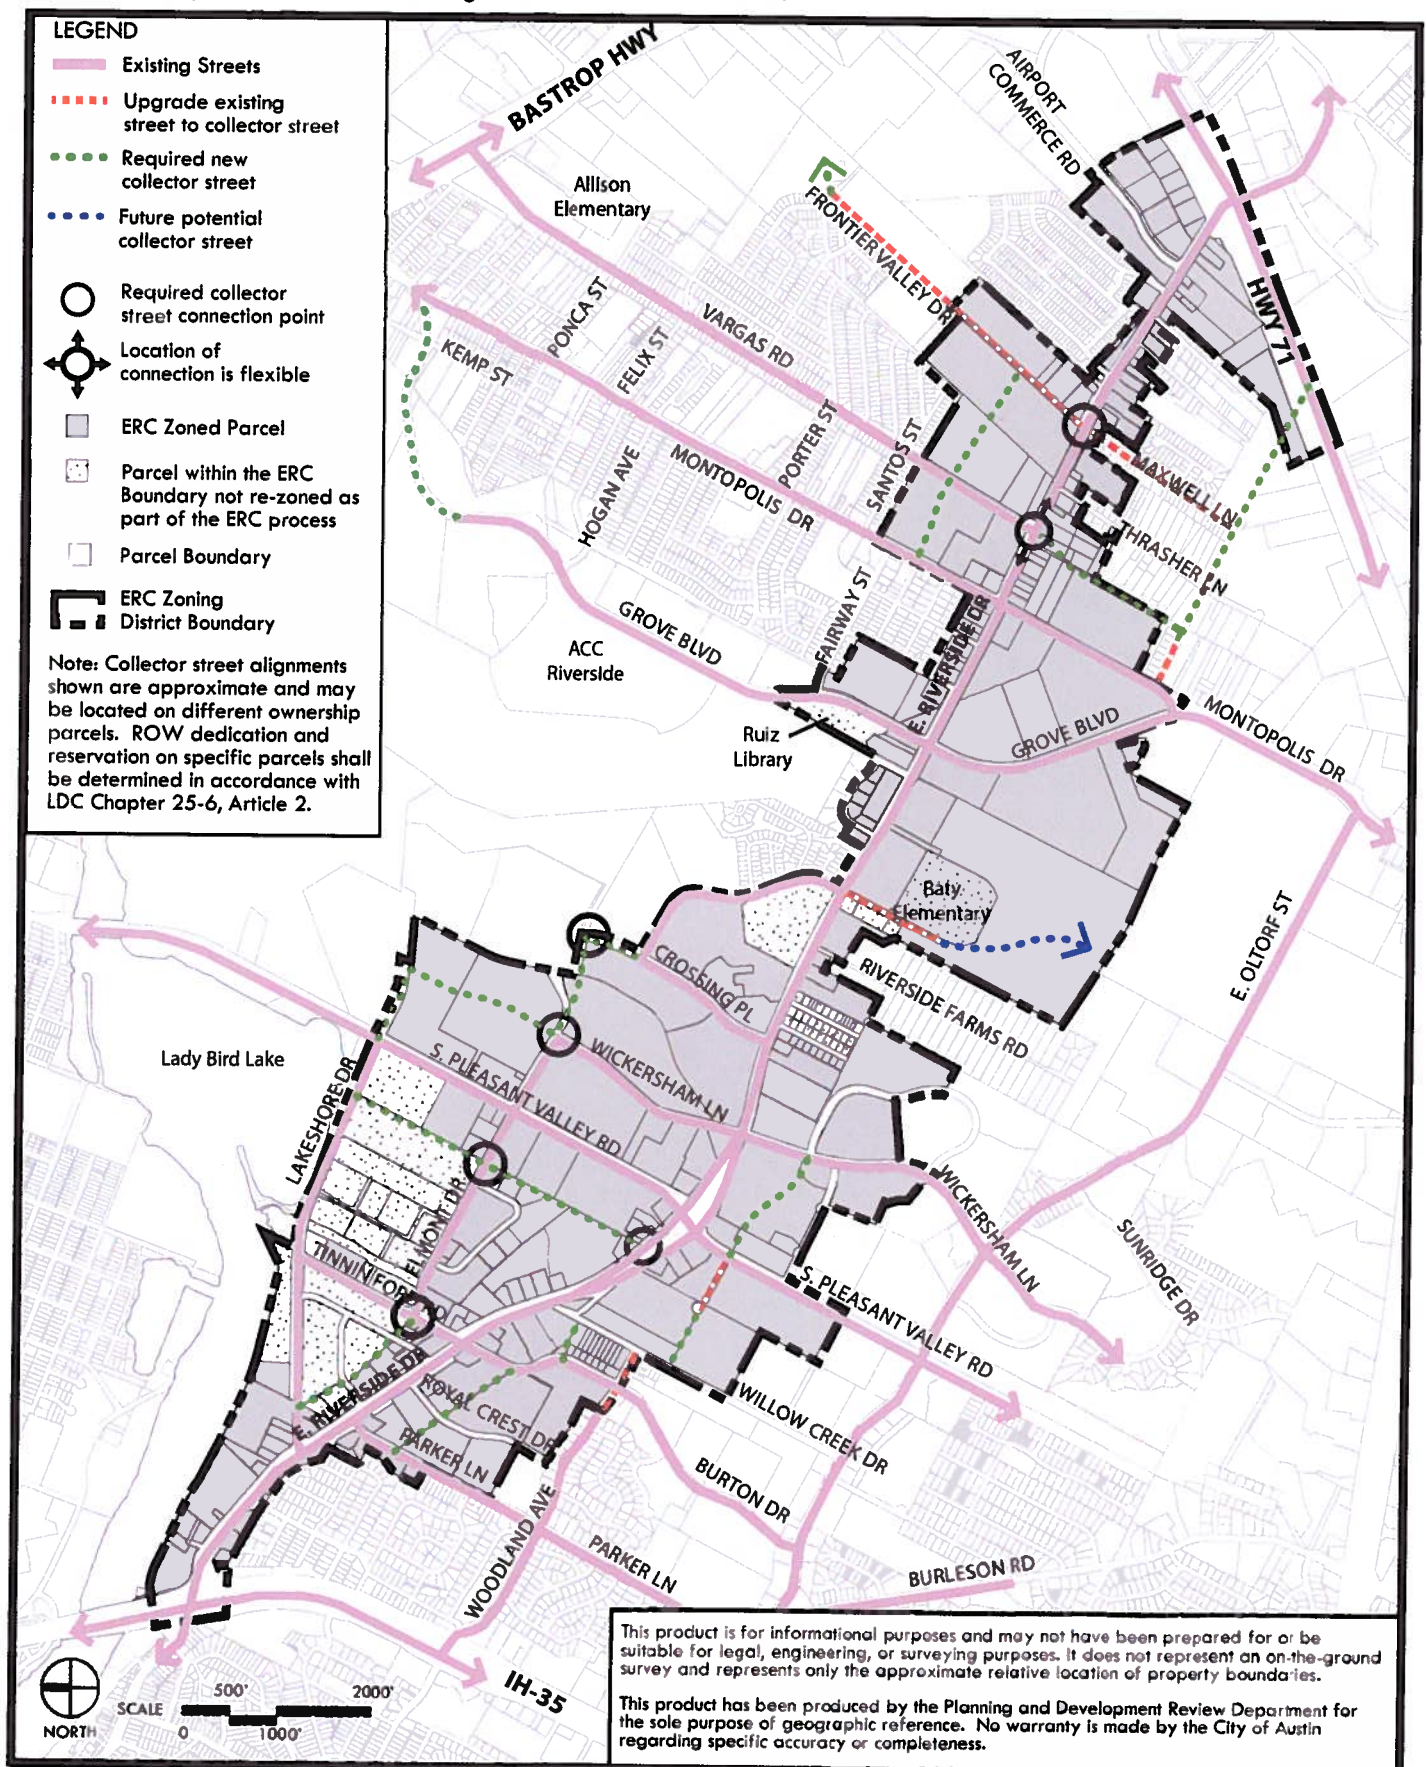 LEGEND
Existing Streets
Upgrade existing
street to collector street
Required new
collector street
Future potential
collector street
Required collector
street connection point
Location of
connection is flexible
ERC Zoned Parcel
Parcel within the ERC
Boundary not re-zoned as
part of the ERC process
Parcel Boundary
ERC Zoning
District Boundary
Note: Collector street alignments
shown are approximate and may
be located on different ownership
parcels. ROW dedication and
reservation on specific parcels shall
be determined in accordance with
LDC Chapter 25-6, Article 2.
BASTROP HWY
AIRPORT
COMMERCE RD
Allison
Elementary
FRONTIER VALLEY DR
HWY 71
PONCA ST
VARGAS RD
KEMP ST
FELIX ST
PORTER ST
SANTOS ST
MAXWELL LN
HOGAN AVE
MONTOPOLIS DR
THRASHER LN
FAIRWAY ST
GROVE BLVD
E. RIVERSIDE DR
ACC
Riverside
MONTOPOLIS DR
GROVE BLVD
Ruiz
Library
Baty
Elementary
E. OLTORF ST
CROSSING PL
RIVERSIDE FARMS RD
Lady Bird Lake
WICKERSHAM LN
S. PLEASANT VALLEY RD
LAKESHORE DR
WICKERSHAM LN
ELMONT DR
SUNRIDGE DR
TINNIN FORD RD
S. PLEASANT VALLEY RD
E. RIVERSIDE DR
ROYAL CREST DR
WILLOW CREEK DR
PARKER LN
BURTON DR
WOODLAND AVE
PARKER LN
BURLESON RD
IH-35
NORTH
SCALE
500'
2000'
0
1000'
This product is for informational purposes and may not have been prepared for or be
suitable for legal, engineering, or surveying purposes. It does not represent an on-the-ground
survey and represents only the approximate relative location of property boundaries.
This product has been produced by the Planning and Development Review Department for
the sole purpose of geographic reference. No warranty is made by the City of Austin
regarding specific accuracy or completeness.